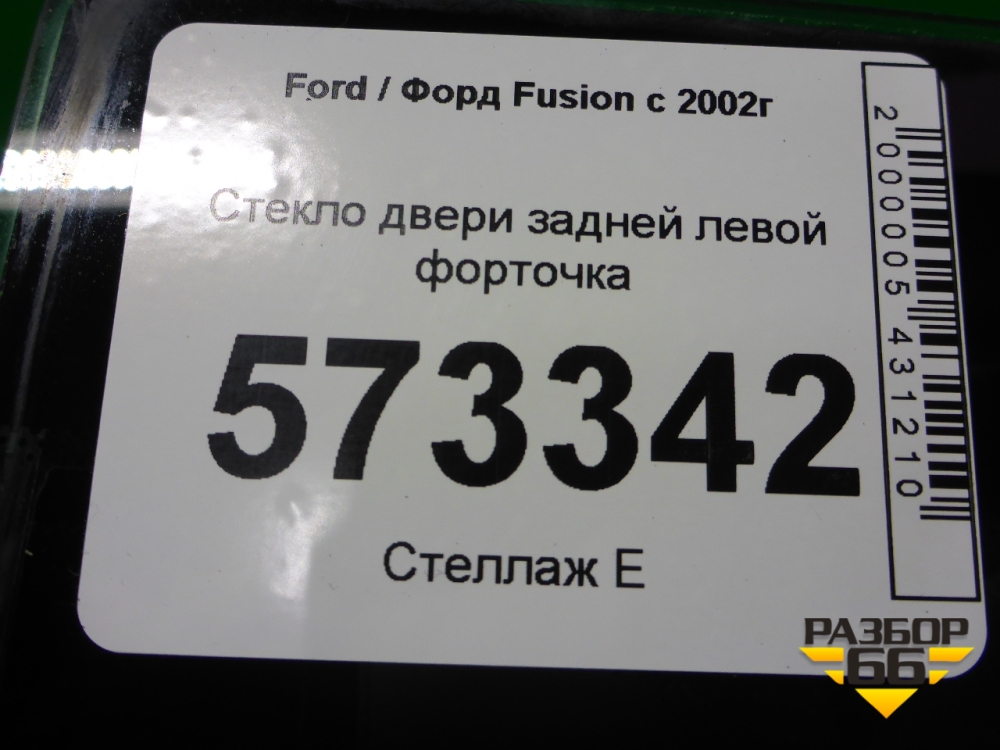 Ford / Форд Fusion с 2002г
Стекло двери задней левой
форточка
573342
Стеллаж Е
2000005431210
РАЗБОР
66